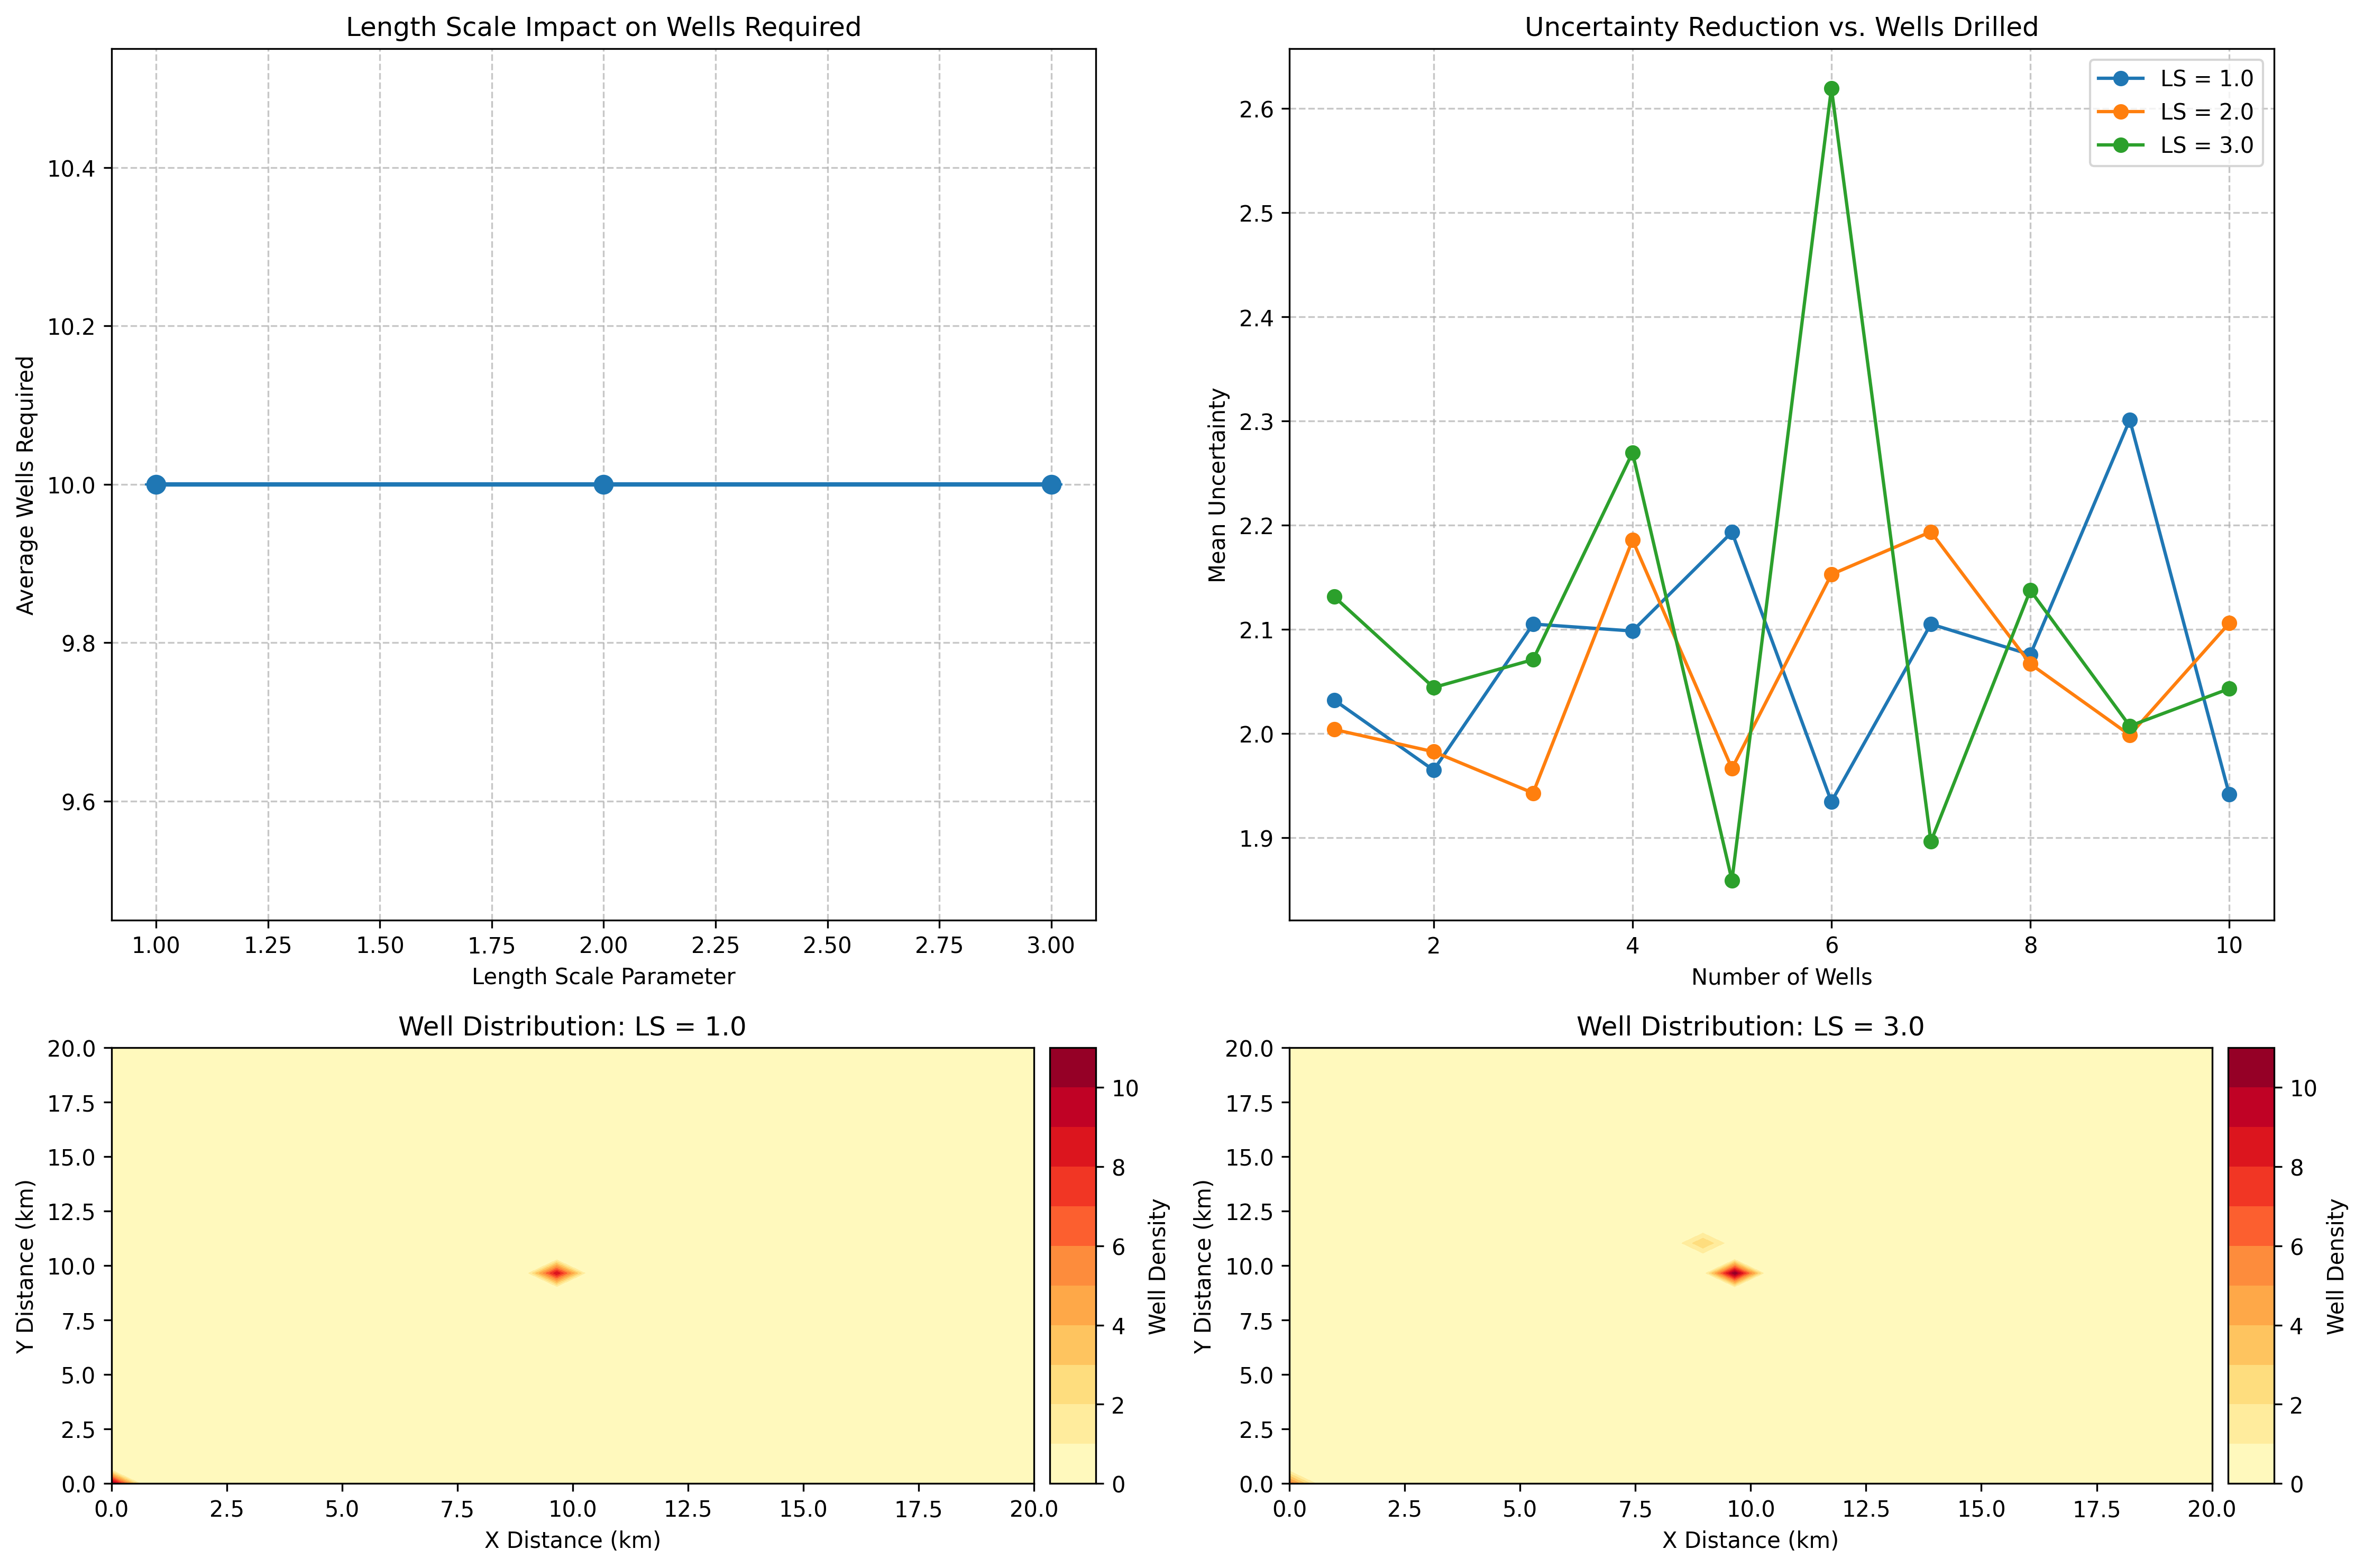 Length Scale Impact on Wells Required
10.4
10.2
10.0
9.8
9.6
Average Wells Required
1.00 1.25 1.50 1.75 2.00 2.25 2.50 2.75 3.00
Length Scale Parameter
Uncertainty Reduction vs. Wells Drilled
LS = 1.0
LS = 2.0
LS = 3.0
2.6
2.5
2.4
2.3
2.2
2.1
2.0
1.9
Mean Uncertainty
2 4 6 8 10
Number of Wells
Well Distribution: LS = 1.0
20.0
17.5
15.0
12.5
10.0
7.5
5.0
2.5
0.0
Y Distance (km)
0.0 2.5 5.0 7.5 10.0 12.5 15.0 17.5 20.0
X Distance (km)
10
8
6
4
2
0
Well Density
Well Distribution: LS = 3.0
20.0
17.5
15.0
12.5
10.0
7.5
5.0
2.5
0.0
Y Distance (km)
0.0 2.5 5.0 7.5 10.0 12.5 15.0 17.5 20.0
X Distance (km)
10
8
6
4
2
0
Well Density